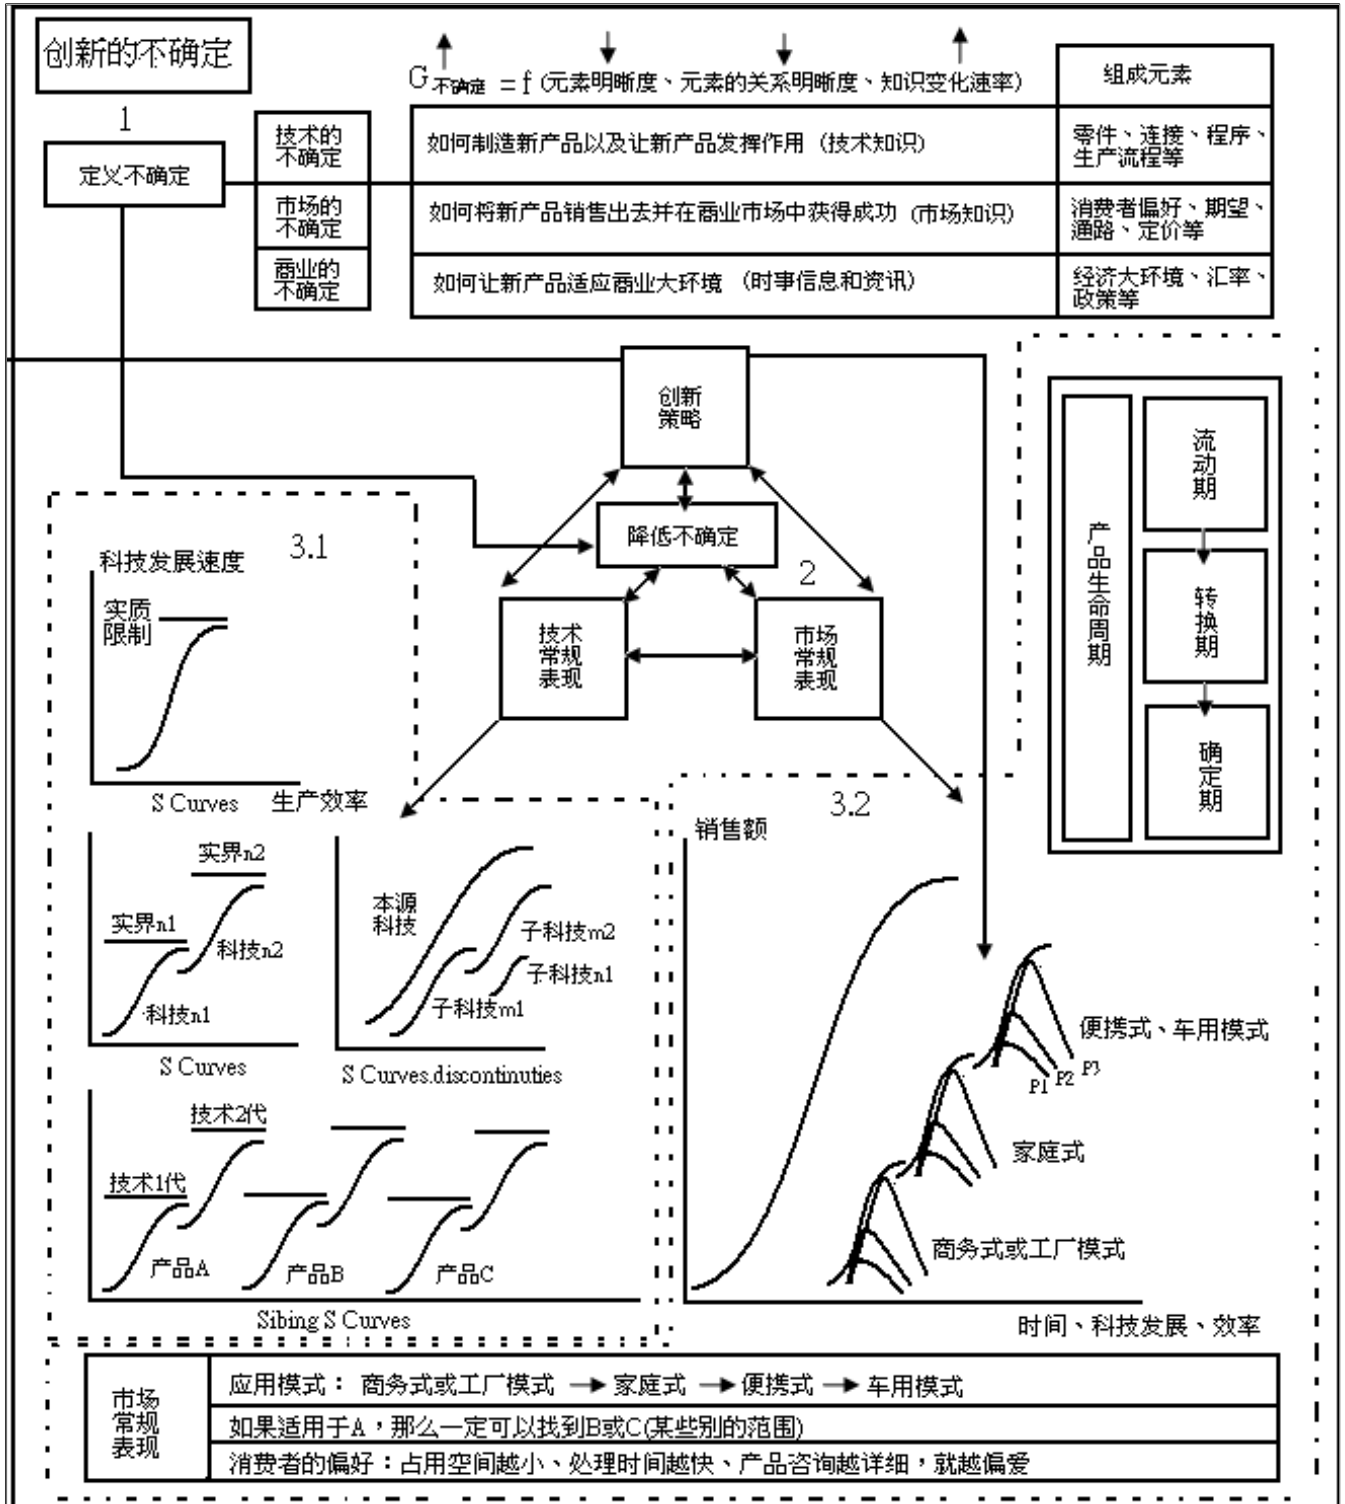 创新的不确定
G不确定 = f (元素明晰度、元素的关系明晰度、知识变化速率)
组成元素
1
定义不确定
技术的
不确定
如何制造新产品以及让新产品发挥作用 (技术知识)
零件、连接、程序、
生产流程等
市场的
不确定
如何将新产品销售出去并在商业市场中获得成功 (市场知识)
消费者偏好、期望、
通路、定价等
商业的
不确定
如何让新产品适应商业大环境 (时事信息和资讯)
经济大环境、汇率、
政策等
创新
策略
降低不确定
2
技术
常规
表现
市场
常规
表现
产品生命周期
流动期
转换期
确定期
3.1
科技发展速度
实质
限制
S Curves
生产效率
实界n2
实界n1
科技n2
科技n1
S Curves
本源
科技
子科技m2
子科技n1
子科技m1
S Curves.discontinuties
技术2代
技术1代
产品A
产品B
产品C
Sibing S Curves
3.2
销售额
便携式、车用模式
P1
P2
P3
家庭式
商务式或工厂模式
时间、科技发展、效率
市场
常规
表现
应用模式： 商务式或工厂模式 → 家庭式 → 便携式 → 车用模式
如果适用于A，那么一定可以找到B或C(某些别的范围)
消费者的偏好：占用空间越小、处理时间越快、产品咨询越详细，就越偏爱